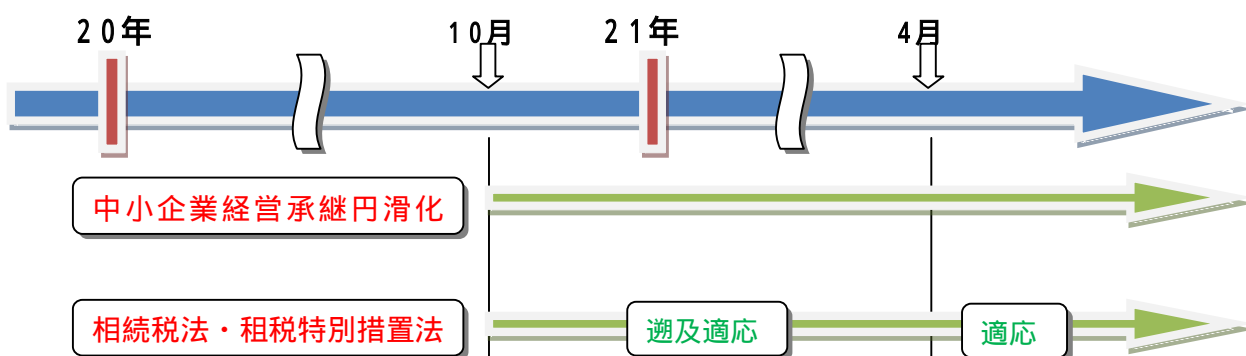 20年 10月 21年 4月
中小企業経営承継円滑化
相続税法・租税特別措置法 遡及適応 適応